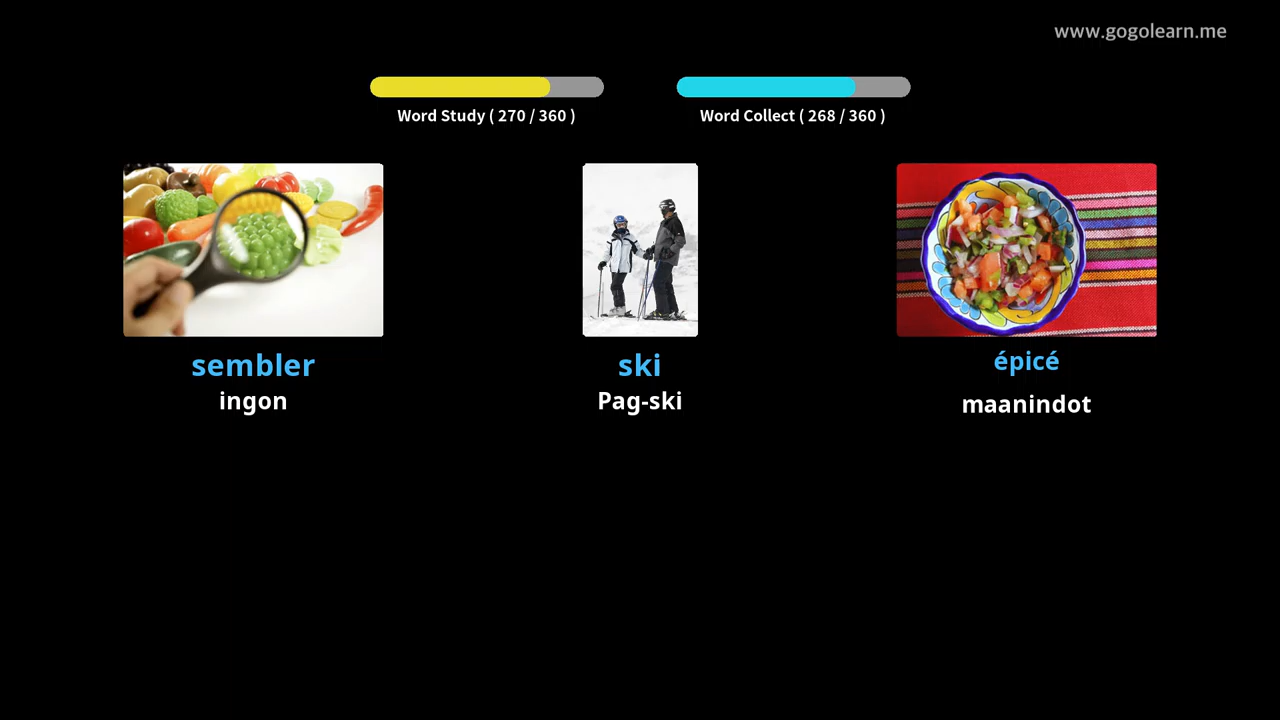 www.gogolearn.me
Word Study ( 270 / 360 )
Word Collect ( 268 / 360 )
sembler
ingon
ski
Pag-ski
épicé
maanindot